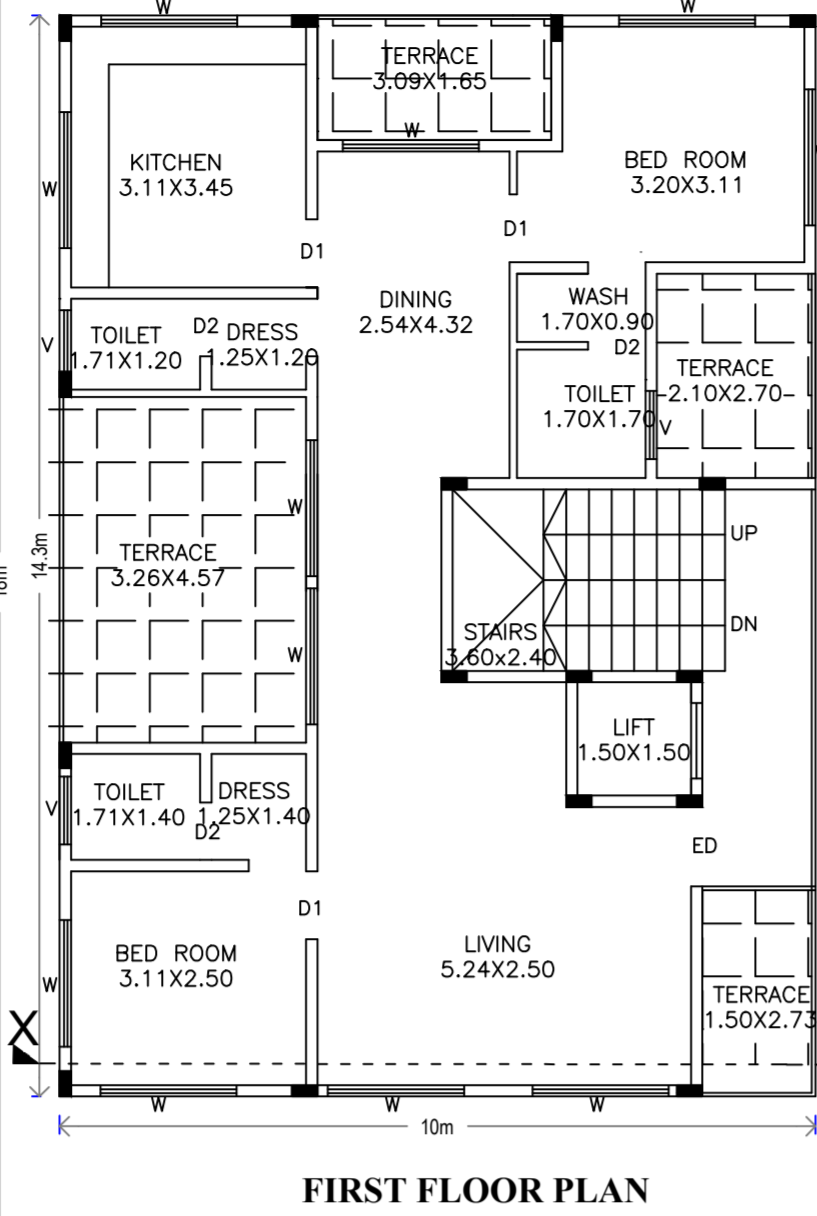 W
W
TERRACE
3.09X1.65
W
KITCHEN
3.11X3.45
W
BED ROOM
3.20X3.11
D1
D1
DINING
2.54X4.32
WASH
1.70X0.90
D2
TOILET
1.71X1.20
D2
DRESS
1.25X1.20
V
TERRACE
2.10X2.70
TOILET
1.70X1.70
V
W
14.3m
TERRACE
3.26X4.57
UP
DN
STAIRS
3.60x2.40
W
LIFT
1.50X1.50
TOILET
1.71X1.40
D2
DRESS
1.25X1.40
V
ED
D1
BED ROOM
3.11X2.50
LIVING
5.24X2.50
W
TERRACE
1.50X2.73
X
W
W
W
10m
FIRST FLOOR PLAN